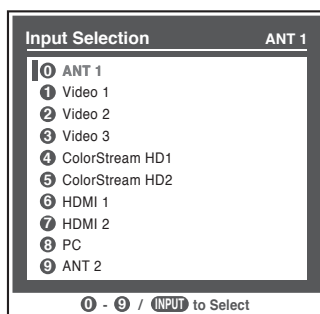 Input Selection ANT 1
0 ANT 1
1 Video 1
2 Video 2
3 Video 3
4 ColorStream HD1
5 ColorStream HD2
6 HDMI 1
7 HDMI 2
8 PC
9 ANT 2
0 - 9 / INPUT to Select